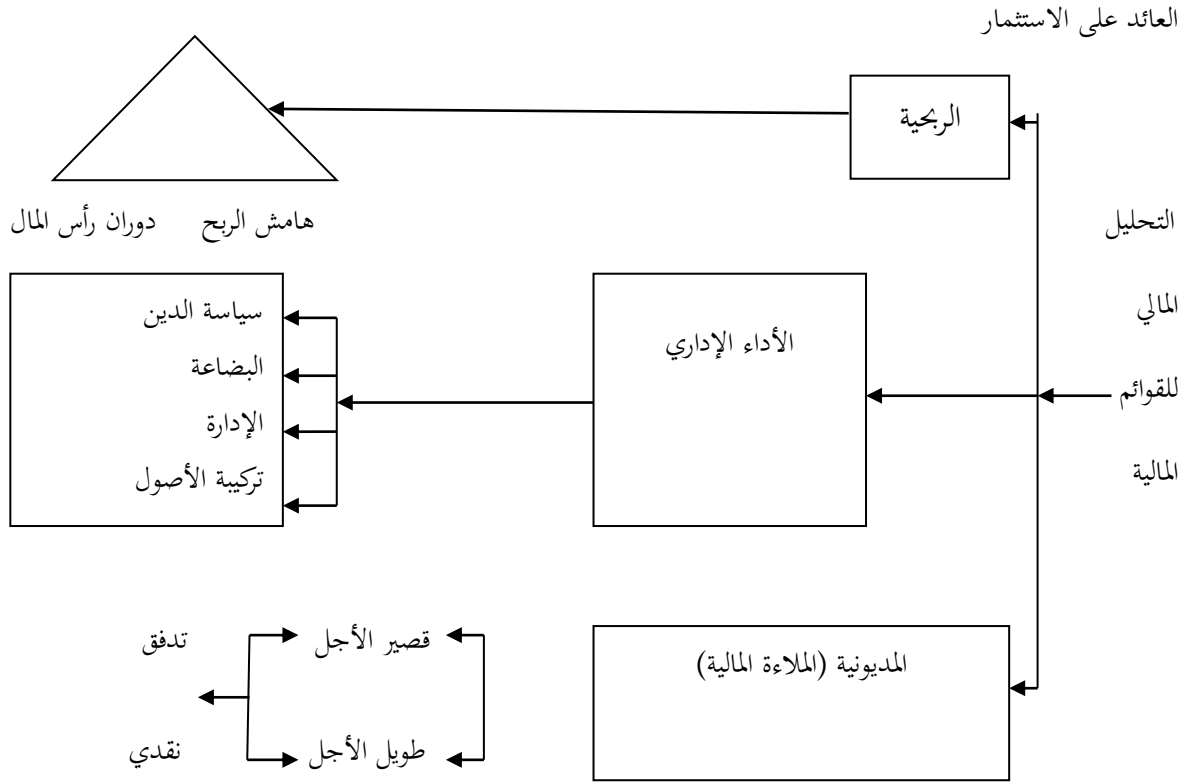 العائد على الاستثمار
الربحية
هامش الربح
دوران رأس المال
التحليل
المالي
للقوائم
المالية
الأداء الإداري
سياسة الدين
البضاعة
الإدارة
تركيبة الأصول
المديونية (الملاءة المالية)
قصير الأجل
طويل الأجل
تدفق
نقدي